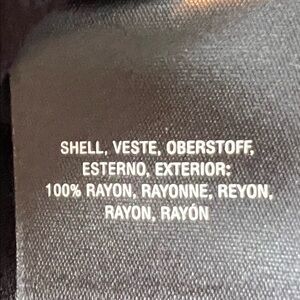 SHELL, VESTE, OBERSTOFF,
ESTERNO, EXTERIOR:
100% RAYON, RAYONNE, REYON,
RAYON, RAYÓN